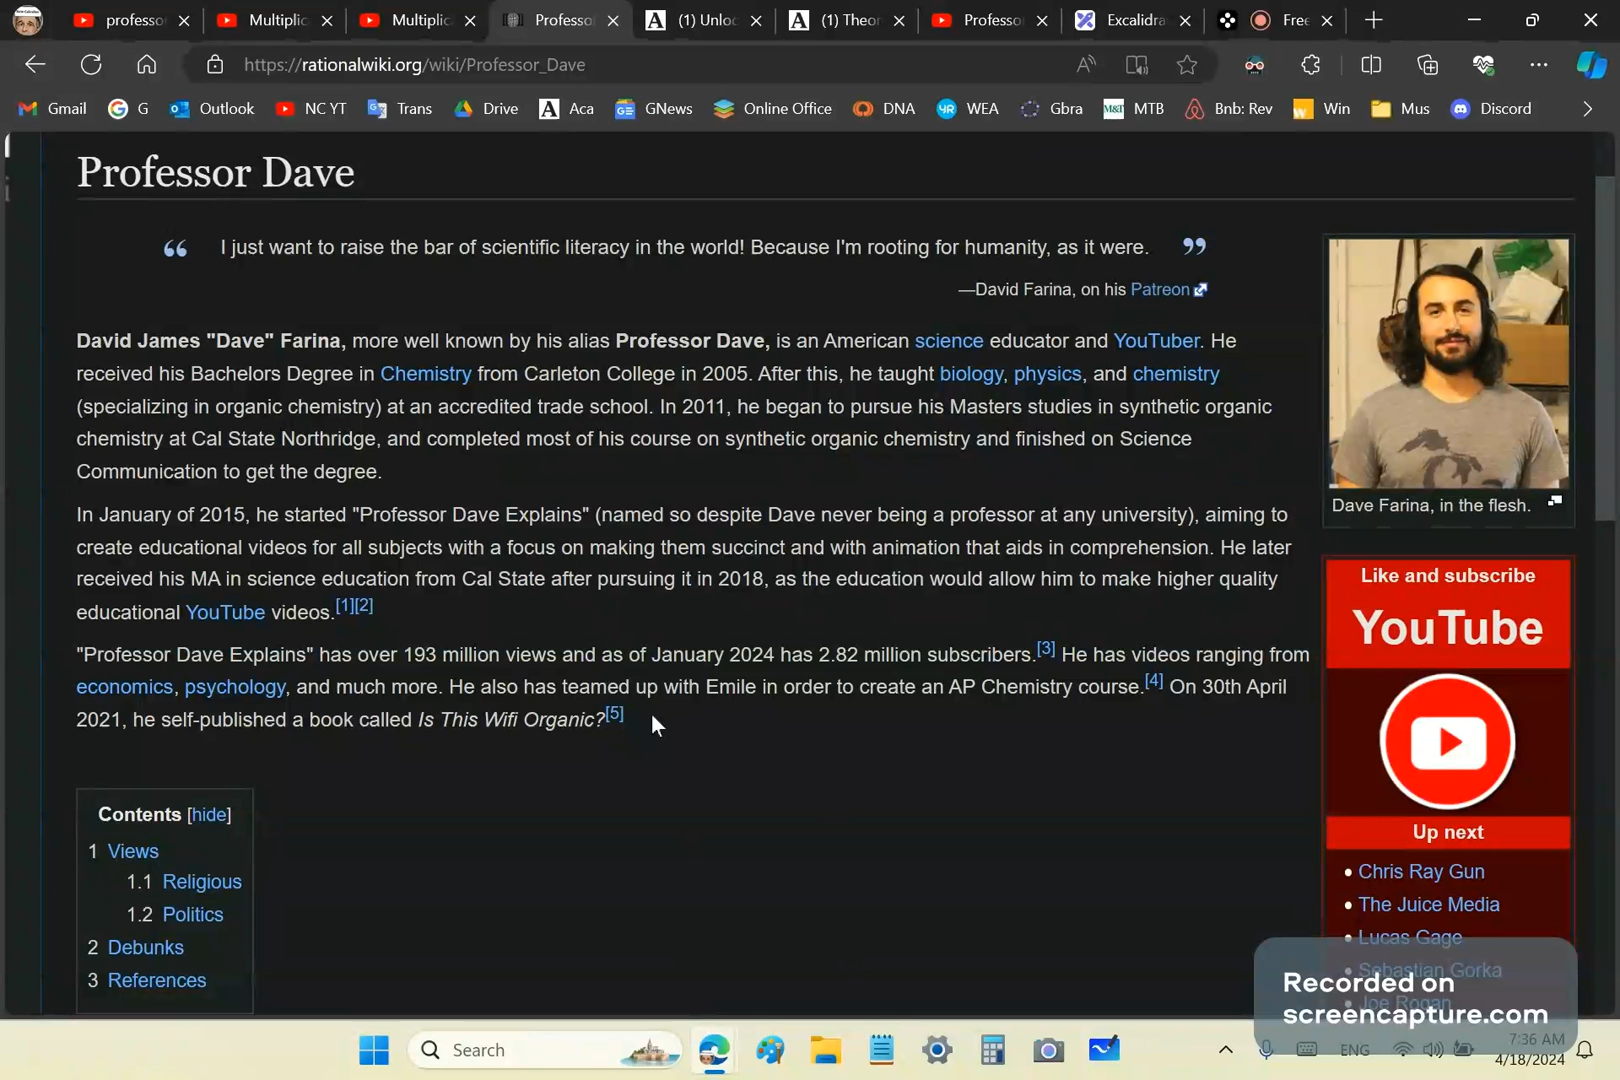 professor
Multiplic
Multiplic
Professo
(1) Unloc
(1) Theor
Professo
Excalidra
Free
https://rationalwiki.org/wiki/Professor_Dave
Gmail
G
Outlook
NC YT
Trans
Drive
Aca
GNews
Online Office
DNA
WEA
Gbra
MTB
Bnb: Rev
Win
Mus
Discord
Professor Dave
“ I just want to raise the bar of scientific literacy in the world! Because I'm rooting for humanity, as it were. ”
—David Farina, on his Patreon
David James "Dave" Farina, more well known by his alias Professor Dave, is an American science educator and YouTuber. He
received his Bachelors Degree in Chemistry from Carleton College in 2005. After this, he taught biology, physics, and chemistry
(specializing in organic chemistry) at an accredited trade school. In 2011, he began to pursue his Masters studies in synthetic organic
chemistry at Cal State Northridge, and completed most of his course on synthetic organic chemistry and finished on Science
Communication to get the degree.
In January of 2015, he started "Professor Dave Explains" (named so despite Dave never being a professor at any university), aiming to
create educational videos for all subjects with a focus on making them succinct and with animation that aids in comprehension. He later
received his MA in science education from Cal State after pursuing it in 2018, as the education would allow him to make higher quality
educational YouTube videos.[1][2]
"Professor Dave Explains" has over 193 million views and as of January 2024 has 2.82 million subscribers.[3] He has videos ranging from
economics, psychology, and much more. He also has teamed up with Emile in order to create an AP Chemistry course.[4] On 30th April
2021, he self-published a book called Is This Wifi Organic?[5]
Contents [hide]
1 Views
1.1 Religious
1.2 Politics
2 Debunks
3 References
Dave Farina, in the flesh.
Like and subscribe
YouTube
Up next
• Chris Ray Gun
• The Juice Media
• Lucas Gage
• Sebastian Gorka
• Joe Rogan
Recorded on
screencapture.com
Search
ENG
7:36 AM
4/18/2024